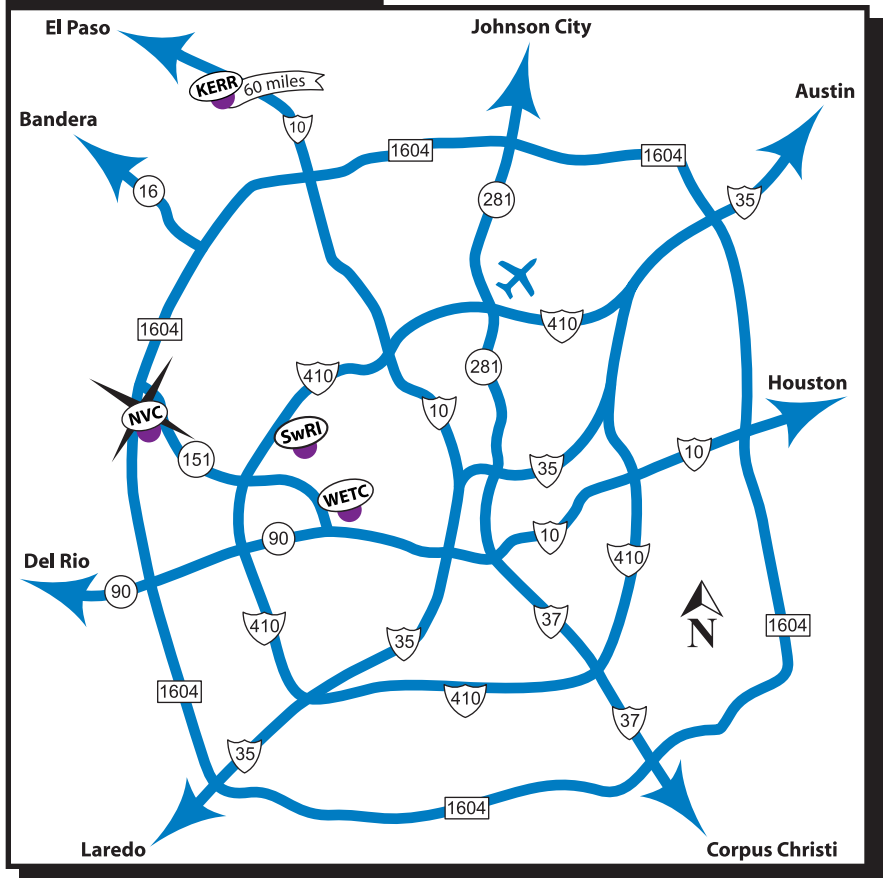 El Paso
Johnson City
KERR
60 miles
Austin
Bandera
10
1604
1604
16
281
35
1604
410
281
410
Houston
10
NVC
SwRI
151
35
10
WETC
90
10
Del Rio
410
90
410
37
N
1604
35
1604
410
37
35
1604
Laredo
Corpus Christi